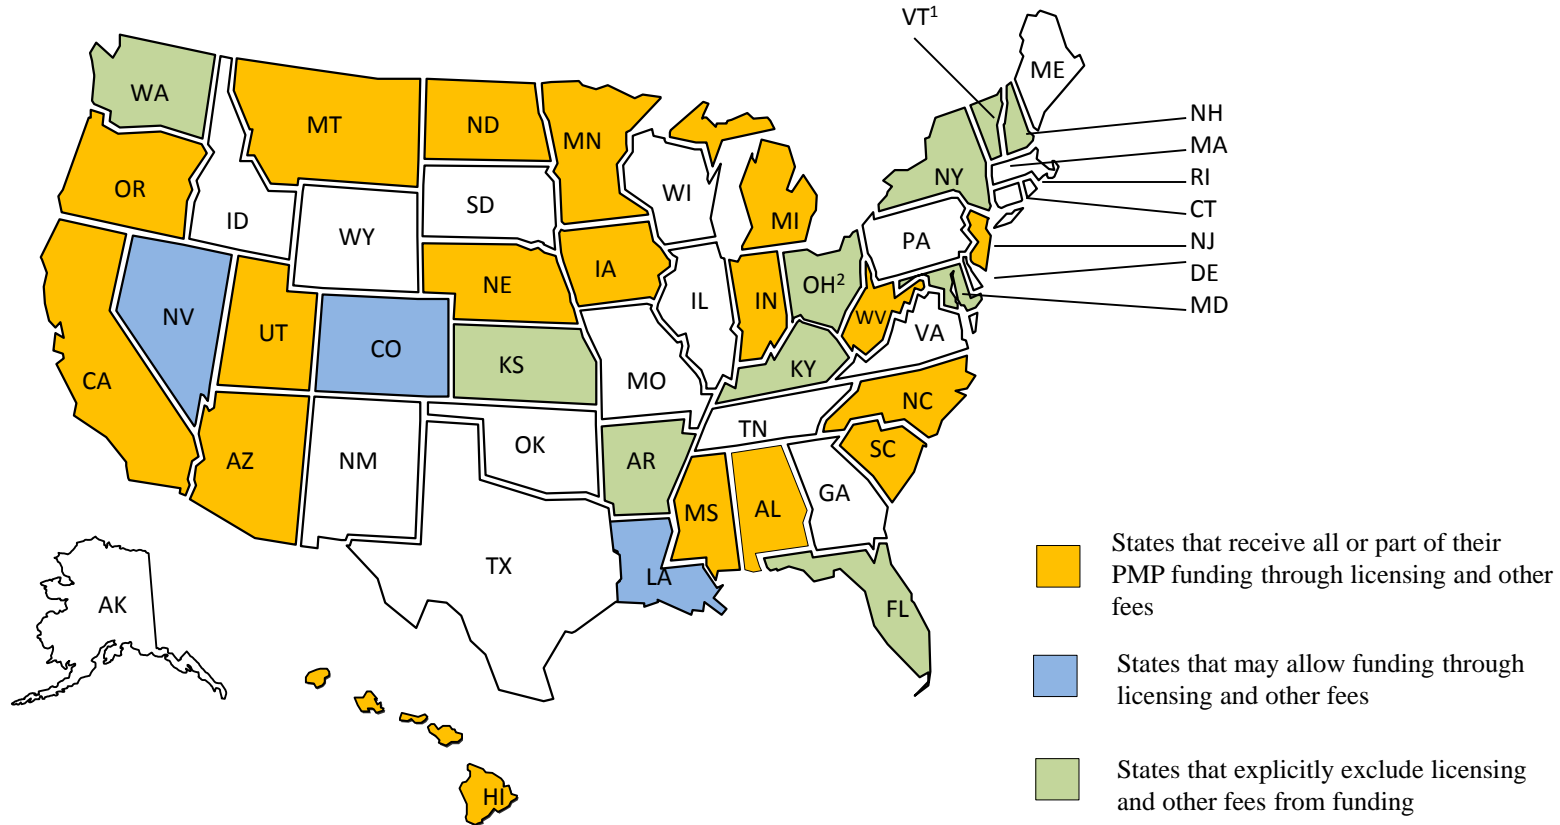 VT¹
ME
WA
NH
MT
ND
MN
MA
OR
NY
RI
WI
ID
SD
CT
MI
WY
PA
NJ
IA
DE
NE
OH²
MD
NV
IL
IN
WV
UT
VA
CO
KS
KY
CA
MO
NC
TN
OK
SC
AZ
NM
AR
GA
MS
AL
TX
LA
AK
FL
HI
States that receive all or part of their
PMP funding through licensing and other
fees
States that may allow funding through
licensing and other fees
States that explicitly exclude licensing
and other fees from funding